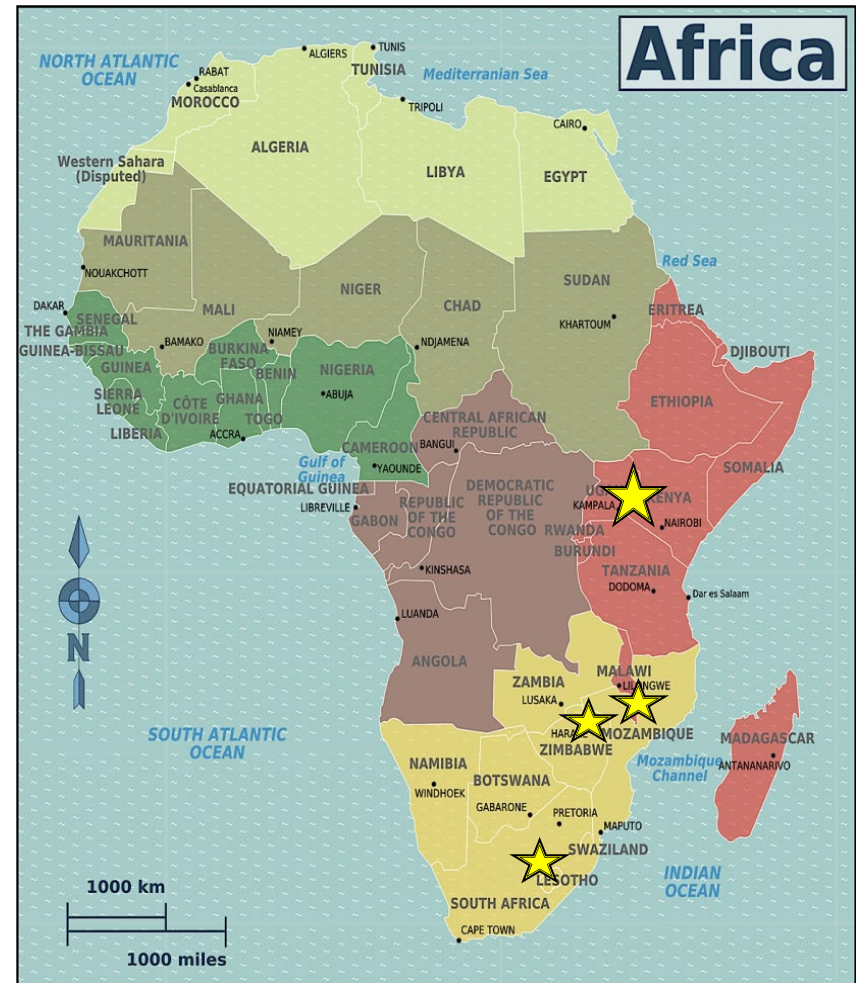 Africa
NORTH ATLANTIC
OCEAN
ALGIERS
TUNIS
TUNISIA
Mediterranean Sea
RABAT
Casablanca
MOROCCO
TRIPOLI
CAIRO
ALGERIA
Western Sahara
(Disputed)
LIBYA
EGYPT
MAURITANIA
NOUAKCHOTT
Red Sea
MALI
NIGER
CHAD
SUDAN
KHARTOUM
ERITREA
DAKAR
SENEGAL
THE GAMBIA
GUINEA-BISSAU
BAMAKO
NIAMEY
BURKINA
FASO
NDJAMENA
DJIBOUTI
GUINEA
BENIN
NIGERIA
ABUJA
SIERRA
LEONE
CÔTE
D'IVOIRE
GHANA
TOGO
LIBERIA
ACCRA
CENTRAL AFRICAN
REPUBLIC
BANGUI
ETHIOPIA
CAMEROON
YAOUNDE
Gulf of
Guinea
SOMALIA
EQUATORIAL GUINEA
LIBREVILLE
GABON
REPUBLIC
OF THE
CONGO
DEMOCRATIC
REPUBLIC
OF THE
CONGO
KAMPALA
KENYA
NAIROBI
RWANDA
BURUNDI
TANZANIA
DODOMA
Dar es Salaam
KINSHASA
LUANDA
N
ANGOLA
ZAMBIA
LUSAKA
MALAWI
SOUTH ATLANTIC
OCEAN
ZIMBABWE
MOZAMBIQUE
Mozambique
Channel
MADAGASCAR
ANTANANARIVO
NAMIBIA
WINDHOEK
BOTSWANA
GABARONE
PRETORIA
MAPUTO
SWAZILAND
LESOTHO
INDIAN
OCEAN
SOUTH AFRICA
CAPE TOWN
1000 km
1000 miles